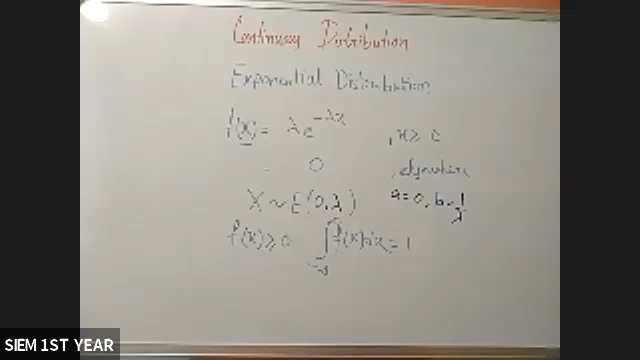 Continuous Distribution
Exponential Distribution
f(x) = λe^{-λx} , x ≥ 0
= 0 , elsewhere
X ~ E(0, λ) a = 0, b = 1/λ
f(x) ≥ 0 ∫_{-∞}^{∞} f(x) dx = 1
SIEM 1ST YEAR